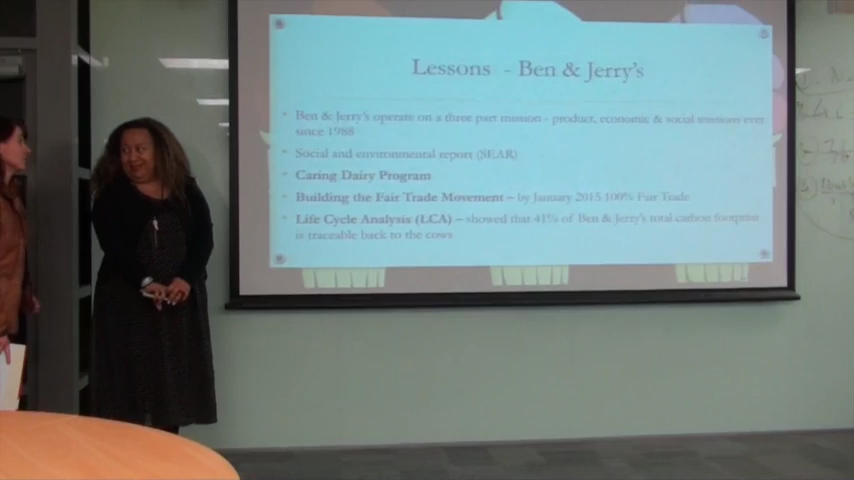 Lessons - Ben & Jerry's
Ben & Jerry's operate on a three part mission - product, economic & social missions ever
since 1988
Social and environmental report (SEAR)
Caring Dairy Program
Building the Fair Trade Movement – by January 2015 100% Fair Trade
Life Cycle Analysis (LCA) – showed that 41% of Ben & Jerry's total carbon footprint
is traceable back to the cows